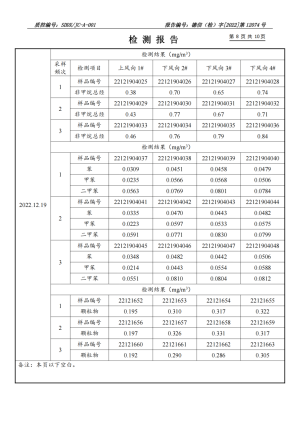 质控编号：SDHS/JC-A-001 报告编号：德信（检）字[2022]第 12074 号
检 测 报 告 第 8 页 共 10 页
检测结果（mg/m³）
采样频次 检测项目 上风向 1# 下风向 2# 下风向 3# 下风向 4#
1 样品编号 22121904025 22121904026 22121904027 22121904028
非甲烷总烃 0.38 0.70 0.65 0.74
2 样品编号 22121904029 22121904030 22121904031 22121904032
非甲烷总烃 0.43 0.77 0.67 0.71
3 样品编号 22121904033 22121904034 22121904035 22121904036
非甲烷总烃 0.46 0.76 0.79 0.84
检测结果（mg/m³）
1 样品编号 22121904037 22121904038 22121904039 22121904040
苯 0.0309 0.0451 0.0458 0.0479
甲苯 0.0235 0.0566 0.0568 0.0506
二甲苯 0.0563 0.0769 0.0801 0.0784
2022.12.19
2 样品编号 22121904041 22121904042 22121904043 22121904044
苯 0.0335 0.0470 0.0443 0.0482
甲苯 0.0223 0.0597 0.0533 0.0575
二甲苯 0.0591 0.0771 0.0830 0.0799
3 样品编号 22121904045 22121904046 22121904047 22121904048
苯 0.0348 0.0482 0.0442 0.0506
甲苯 0.0214 0.0443 0.0554 0.0588
二甲苯 0.0551 0.0810 0.0804 0.0812
检测结果（mg/m³）
1 样品编号 22121652 22121653 22121654 22121655
颗粒物 0.195 0.310 0.317 0.322
2 样品编号 22121656 22121657 22121658 22121659
颗粒物 0.197 0.326 0.331 0.317
3 样品编号 22121660 22121661 22121662 22121663
颗粒物 0.192 0.290 0.286 0.305
备注：本页以下空白。